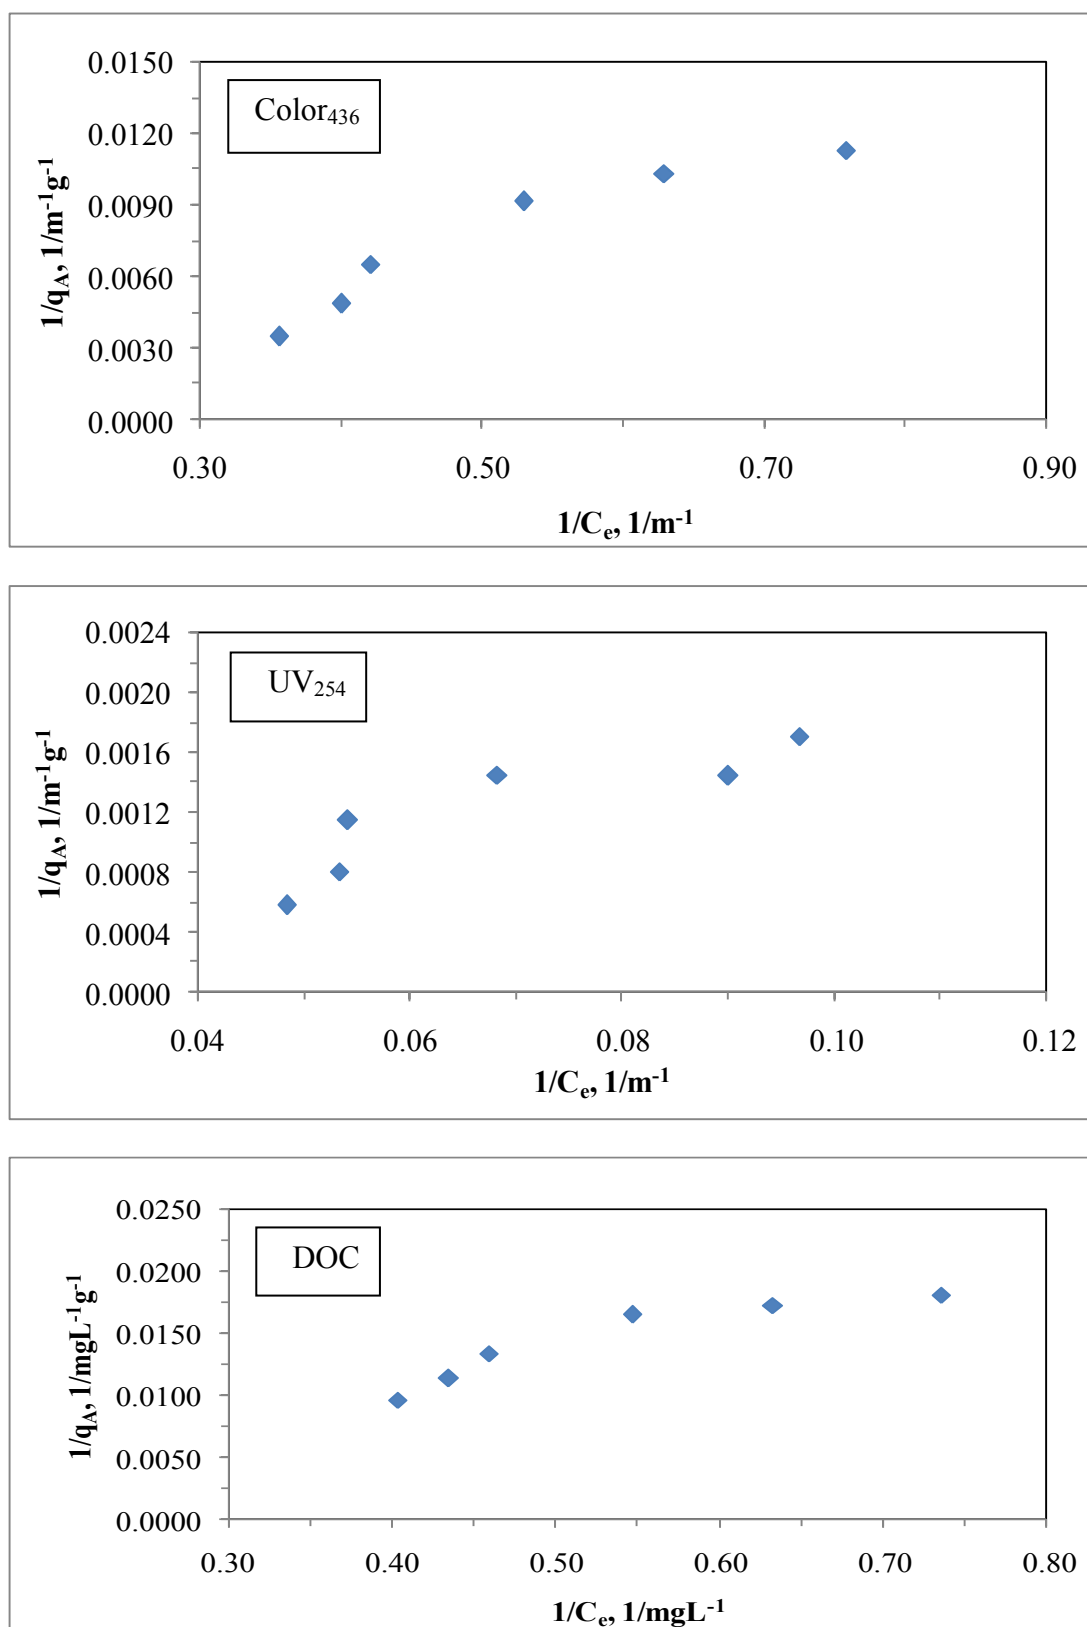 0.0150
Color₄₃₆
0.0120
0.0090
0.0060
0.0030
0.0000
1/q_A, 1/m⁻¹g⁻¹
0.30 0.50 0.70 0.90
1/Cₑ, 1/m⁻¹
0.0024
UV₂₅₄
0.0020
0.0016
0.0012
0.0008
0.0004
0.0000
1/q_A, 1/m⁻¹g⁻¹
0.04 0.06 0.08 0.10 0.12
1/Cₑ, 1/m⁻¹
0.0250
DOC
0.0200
0.0150
0.0100
0.0050
0.0000
1/q_A, 1/mgL⁻¹g⁻¹
0.30 0.40 0.50 0.60 0.70 0.80
1/Cₑ, 1/mgL⁻¹